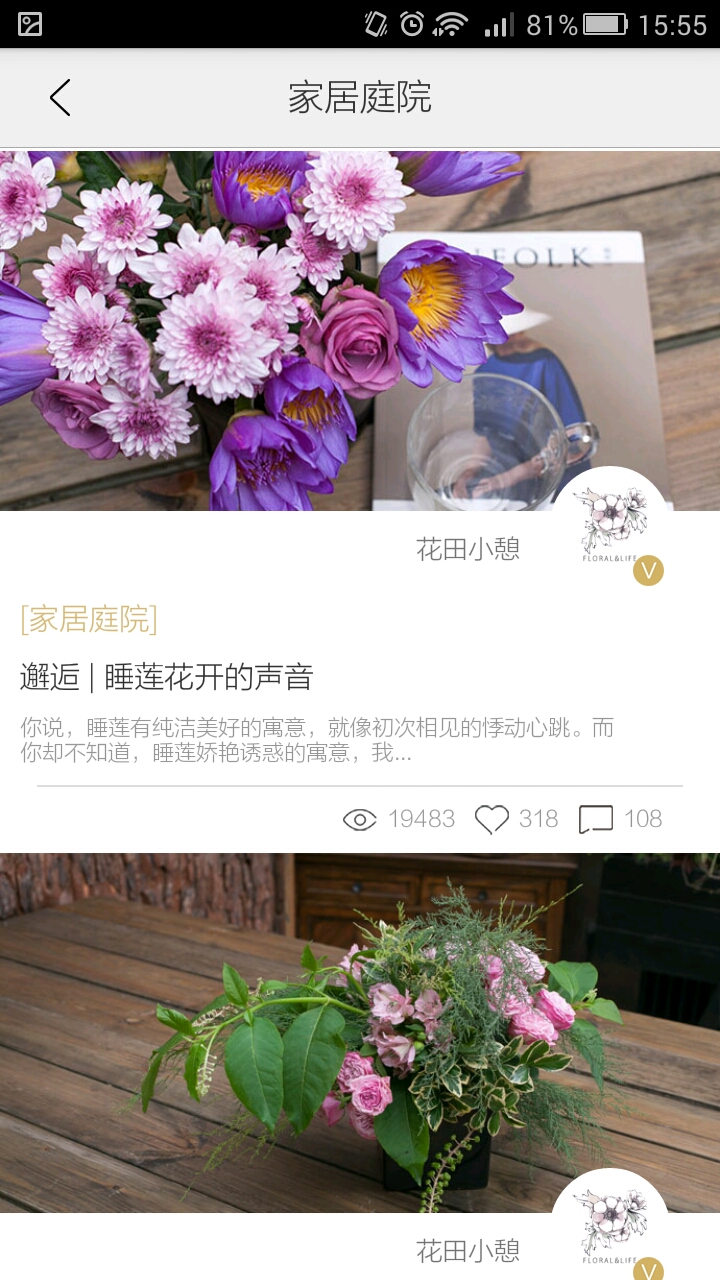 81% 15:55
家居庭院
NFOLK
花田小憩
FLORAL&LIFE
V
[家居庭院]
邂逅 | 睡莲花开的声音
你说，睡莲有纯洁美好的寓意，就像初次相见的悸动心跳。而
你却不知道，睡莲娇艳诱惑的寓意，我...
19483 318 108
花田小憩
FLORAL&LIFE
V